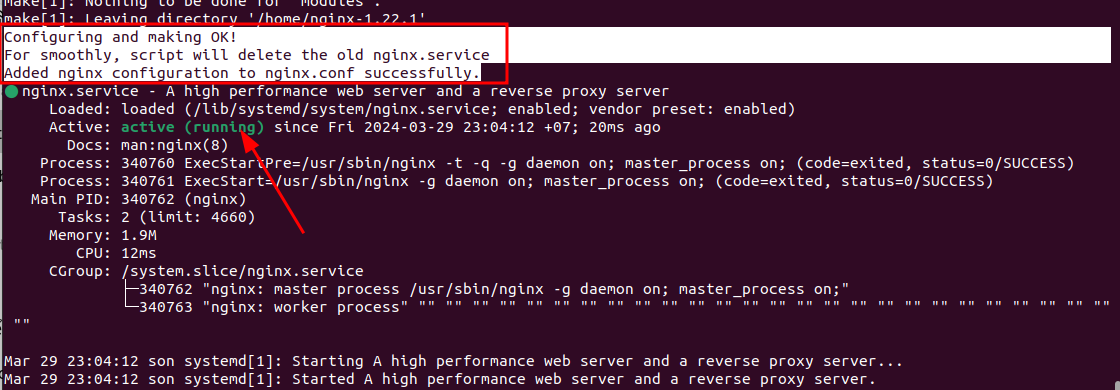 make[1]: Nothing to be done for 'modules'.
make[1]: Leaving directory '/home/nginx-1.22.1'
Configuring and making OK!
For smoothly, script will delete the old nginx.service
Added nginx configuration to nginx.conf successfully.
● nginx.service - A high performance web server and a reverse proxy server
Loaded: loaded (/lib/systemd/system/nginx.service; enabled; vendor preset: enabled)
Active: active (running) since Fri 2024-03-29 23:04:12 +07; 20ms ago
Docs: man:nginx(8)
Process: 340760 ExecStartPre=/usr/sbin/nginx -t -q -g daemon on; master_process on; (code=exited, status=0/SUCCESS)
Process: 340761 ExecStart=/usr/sbin/nginx -g daemon on; master_process on; (code=exited, status=0/SUCCESS)
Main PID: 340762 (nginx)
Tasks: 2 (limit: 4660)
Memory: 1.9M
CPU: 12ms
CGroup: /system.slice/nginx.service
├─340762 "nginx: master process /usr/sbin/nginx -g daemon on; master_process on;"
└─340763 "nginx: worker process" "" "" "" "" "" "" "" "" "" "" "" "" "" "" "" "" "" "" "" "" "" "" "" "" "" ""
""
Mar 29 23:04:12 son systemd[1]: Starting A high performance web server and a reverse proxy server...
Mar 29 23:04:12 son systemd[1]: Started A high performance web server and a reverse proxy server.